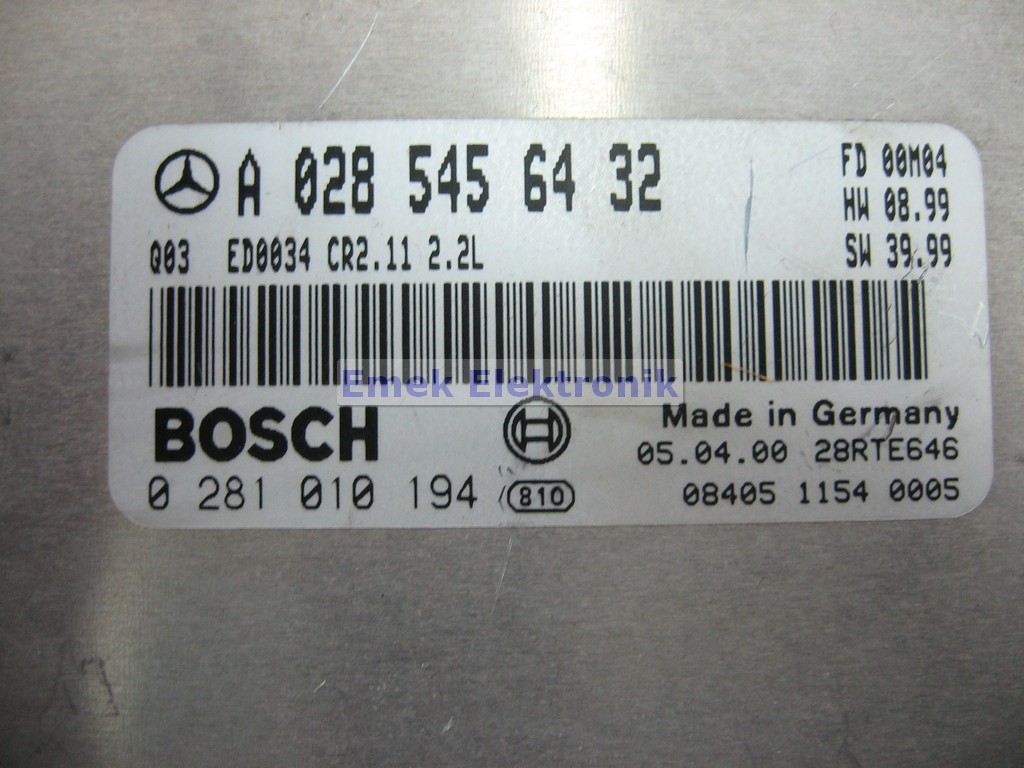 A 028 545 64 32 FD 00M04
HW 08.99
Q03 ED0034 CR2.11 2.2L SW 39.99
Emek Elektronik
BOSCH Made in Germany
05.04.00 28RTE646
0 281 010 194 810 08405 1154 0005